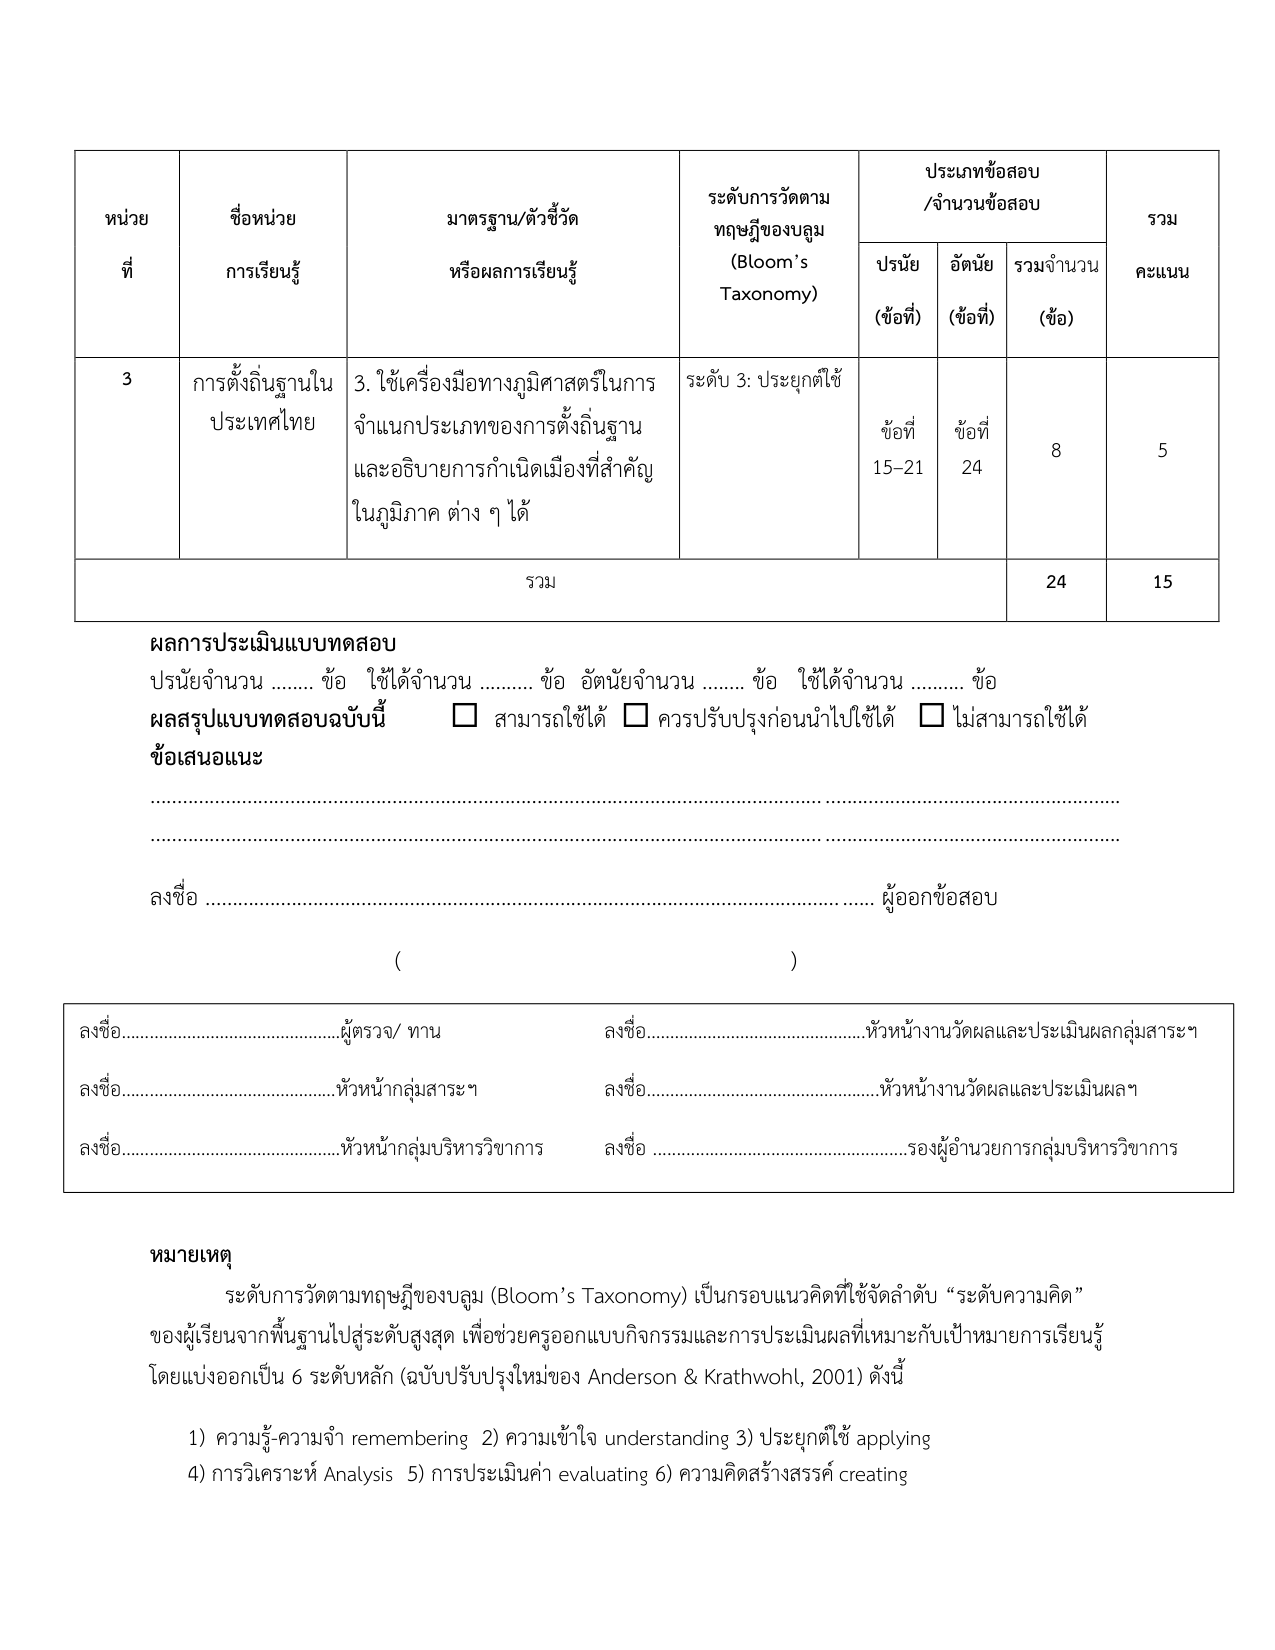 หน่วย
ที่
ชื่อหน่วย
การเรียนรู้
มาตรฐาน/ตัวชี้วัด
หรือผลการเรียนรู้
ระดับการวัดตาม
ทฤษฎีของบลูม
(Bloom’s
Taxonomy)
ประเภทข้อสอบ
/จำนวนข้อสอบ
ปรนัย
(ข้อที่)
อัตนัย
(ข้อที่)
รวมจำนวน
(ข้อ)
รวม
คะแนน
3
การตั้งถิ่นฐานใน
ประเทศไทย
3. ใช้เครื่องมือทางภูมิศาสตร์ในการ
จำแนกประเภทของการตั้งถิ่นฐาน
และอธิบายการกำเนิดเมืองที่สำคัญ
ในภูมิภาค ต่าง ๆ ได้
ระดับ 3: ประยุกต์ใช้
ข้อที่
15–21
ข้อที่
24
8
5
รวม
24
15
ผลการประเมินแบบทดสอบ
ปรนัยจำนวน ........ ข้อ ใช้ได้จำนวน .......... ข้อ อัตนัยจำนวน ........ ข้อ ใช้ได้จำนวน .......... ข้อ
ผลสรุปแบบทดสอบฉบับนี้ ☐ สามารถใช้ได้ ☐ ควรปรับปรุงก่อนนำไปใช้ได้ ☐ ไม่สามารถใช้ได้
ข้อเสนอแนะ
................................................................................................................................................................
................................................................................................................................................................
ลงชื่อ ........................................................................................................................... ผู้ออกข้อสอบ
( )
ลงชื่อ...............................................ผู้ตรวจ/ ทาน ลงชื่อ...............................................หัวหน้างานวัดผลและประเมินผลกลุ่มสาระฯ
ลงชื่อ..............................................หัวหน้ากลุ่มสาระฯ ลงชื่อ..................................................หัวหน้างานวัดผลและประเมินผลฯ
ลงชื่อ...............................................หัวหน้ากลุ่มบริหารวิชาการ ลงชื่อ .......................................................รองผู้อำนวยการกลุ่มบริหารวิชาการ
หมายเหตุ
ระดับการวัดตามทฤษฎีของบลูม (Bloom’s Taxonomy) เป็นกรอบแนวคิดที่ใช้จัดลำดับ “ระดับความคิด”
ของผู้เรียนจากพื้นฐานไปสู่ระดับสูงสุด เพื่อช่วยครูออกแบบกิจกรรมและการประเมินผลที่เหมาะกับเป้าหมายการเรียนรู้
โดยแบ่งออกเป็น 6 ระดับหลัก (ฉบับปรับปรุงใหม่ของ Anderson & Krathwohl, 2001) ดังนี้
1) ความรู้-ความจำ remembering 2) ความเข้าใจ understanding 3) ประยุกต์ใช้ applying
4) การวิเคราะห์ Analysis 5) การประเมินค่า evaluating 6) ความคิดสร้างสรรค์ creating